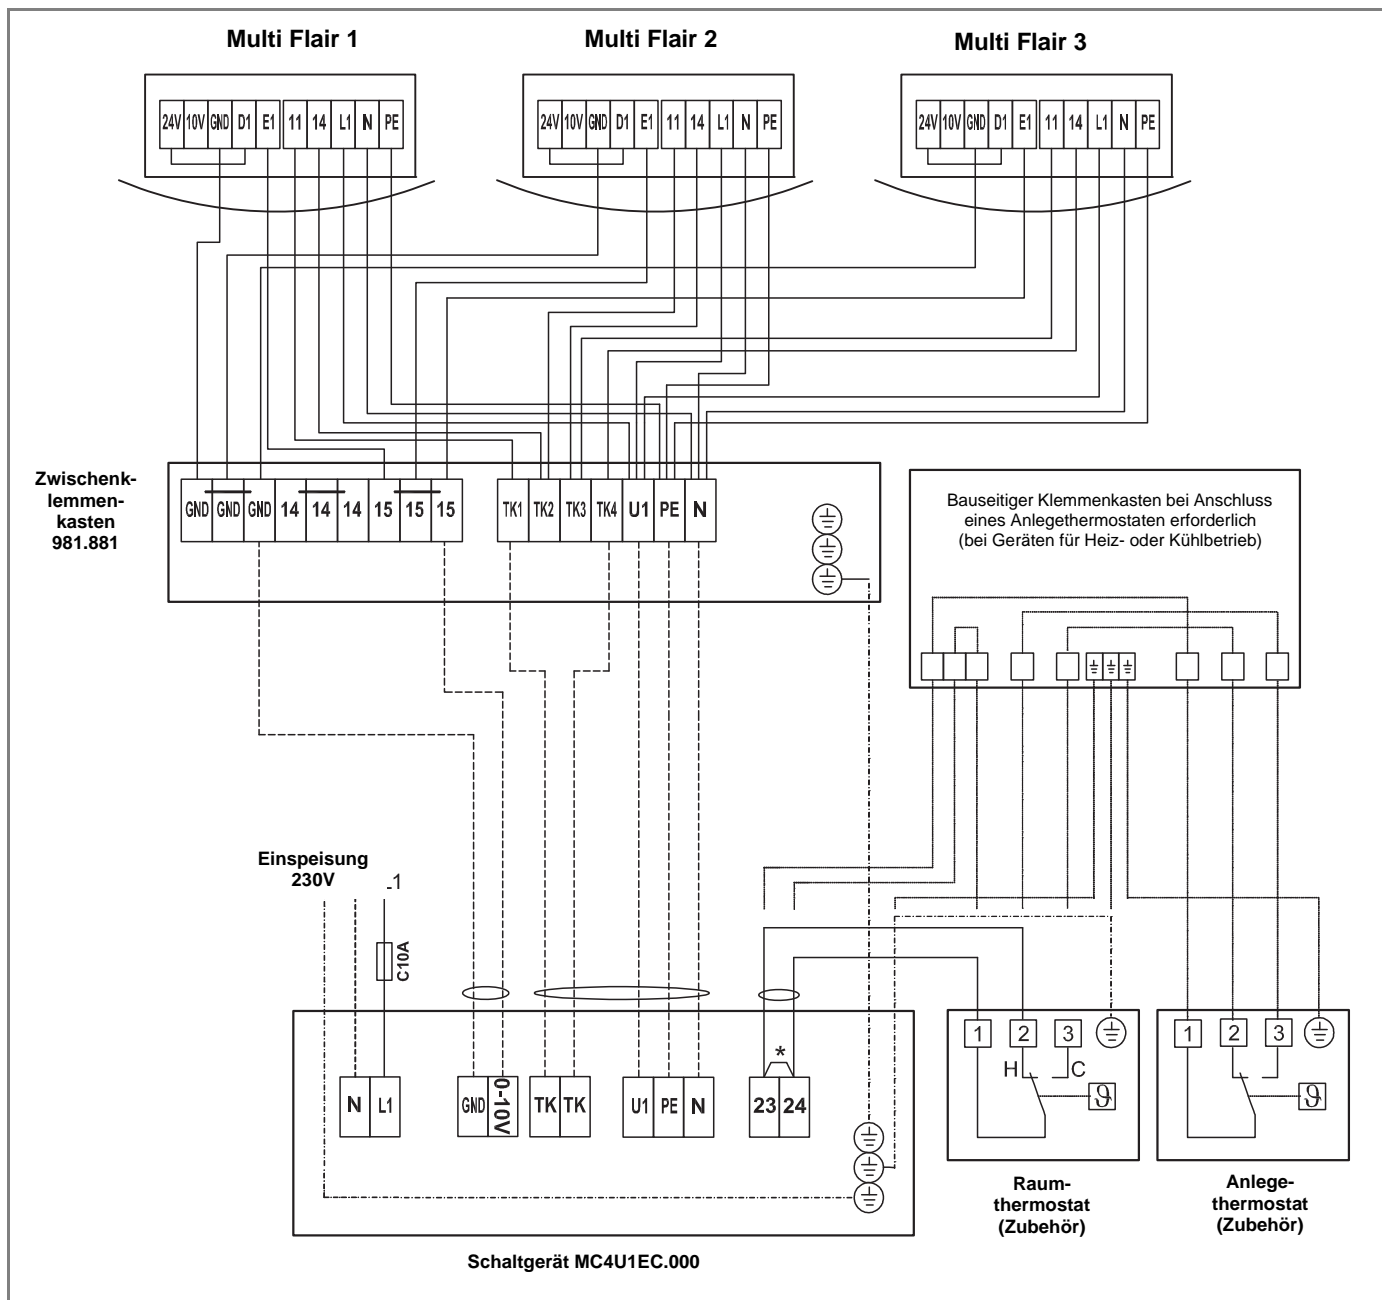 Multi Flair 1
Multi Flair 2
Multi Flair 3
24V 10V GND D1 E1 11 14 L1 N PE
24V 10V GND D1 E1 11 14 L1 N PE
24V 10V GND D1 E1 11 14 L1 N PE
Zwischenk-
lemmen-
kasten
981.881
GND GND GND 14 14 14 15 15 15
TK1 TK2 TK3 TK4 U1 PE N
Bauseitiger Klemmenkasten bei Anschluss
eines Anlegethermostaten erforderlich
(bei Geräten für Heiz- oder Kühlbetrieb)
Einspeisung
230V
L1
C10A
N L1
GND 0-10V
TK TK
U1 PE N
*
23 24
1 2 3
H C
ϑ
1 2 3
ϑ
Raum-
thermostat
(Zubehör)
Anlege-
thermostat
(Zubehör)
Schaltgerät MC4U1EC.000